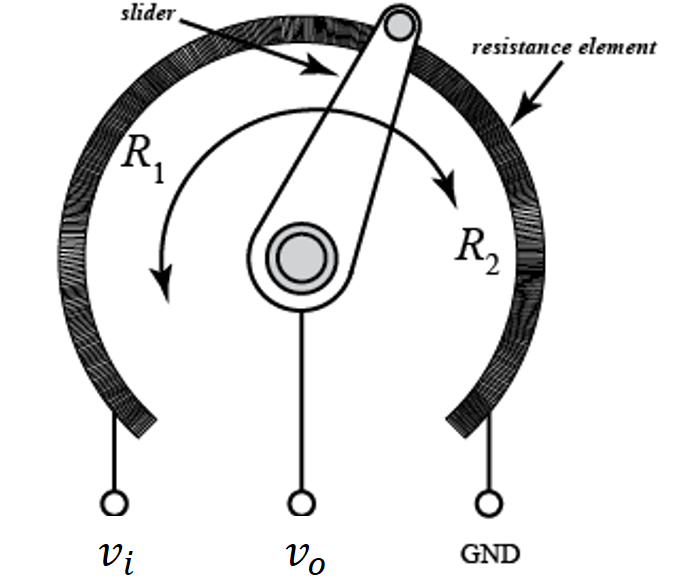 slider
resistance element
R₁
R₂
vᵢ
vₒ
GND